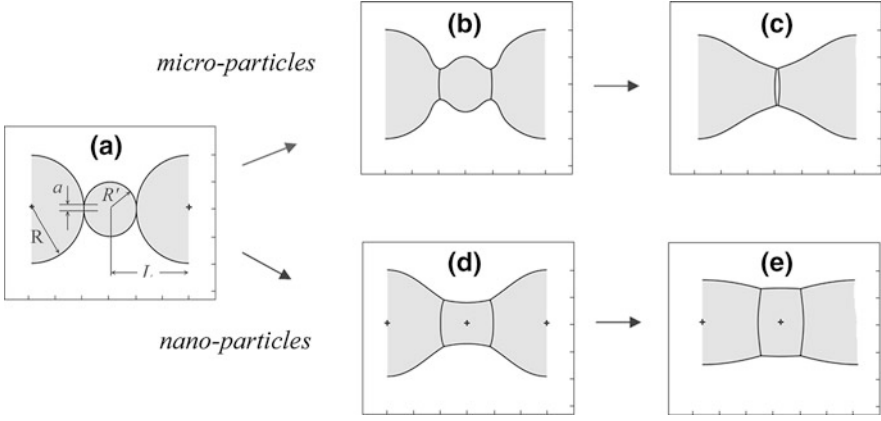 (b)
(c)
micro-particles
(a)
a
R'
R
L
(d)
(e)
nano-particles